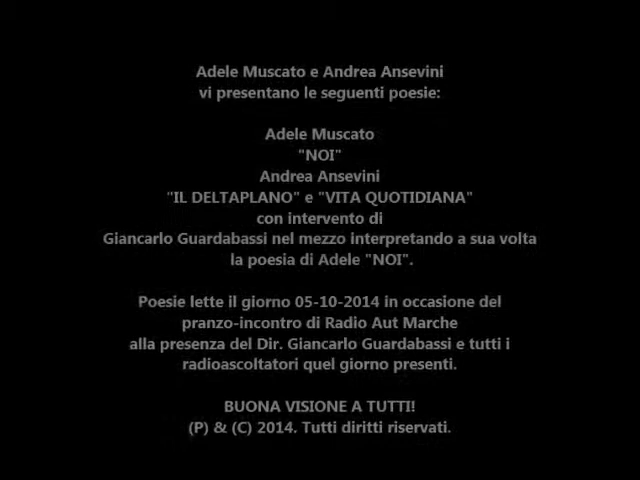 Adele Muscato e Andrea Ansevini
vi presentano le seguenti poesie:
Adele Muscato
"NOI"
Andrea Ansevini
"IL DELTAPLANO" e "VITA QUOTIDIANA"
con intervento di
Giancarlo Guardabassi nel mezzo interpretando a sua volta
la poesia di Adele "NOI".
Poesie lette il giorno 05-10-2014 in occasione del
pranzo-incontro di Radio Aut Marche
alla presenza del Dir. Giancarlo Guardabassi e tutti i
radioascoltatori quel giorno presenti.
BUONA VISIONE A TUTTI!
(P) & (C) 2014. Tutti diritti riservati.